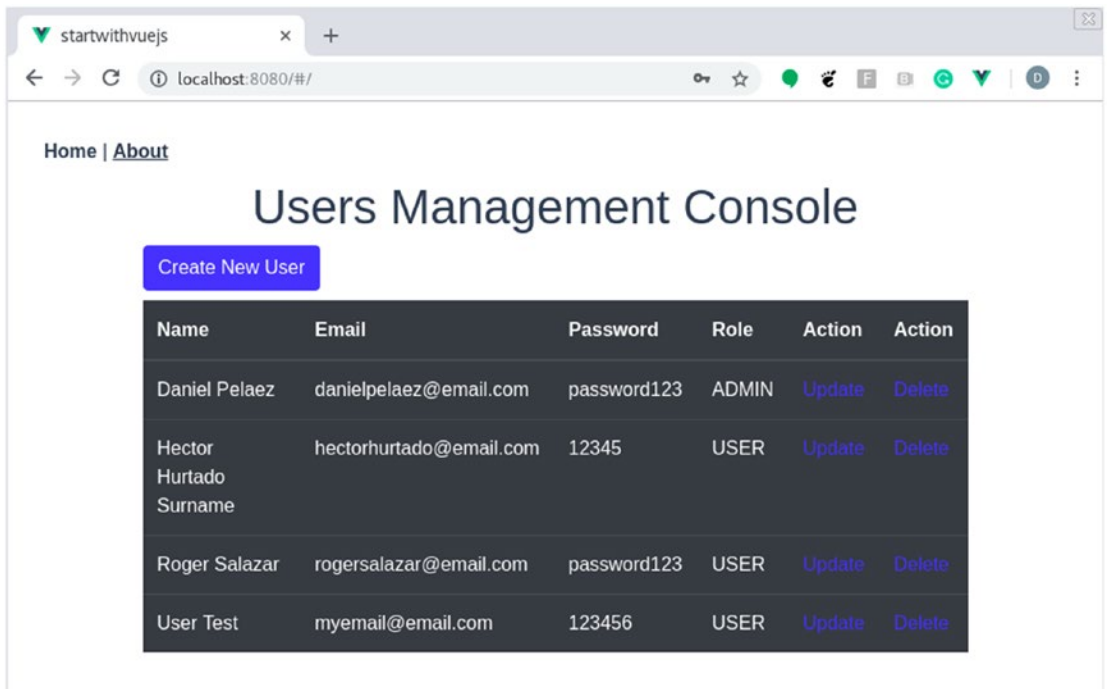 startwithvuejs
localhost:8080/#/
D
Home | About
Users Management Console
Create New User
Name Email Password Role Action Action
Daniel Pelaez danielpelaez@email.com password123 ADMIN Update Delete
Hector Hurtado Surname hectorhurtado@email.com 12345 USER Update Delete
Roger Salazar rogersalazar@email.com password123 USER Update Delete
User Test myemail@email.com 123456 USER Update Delete